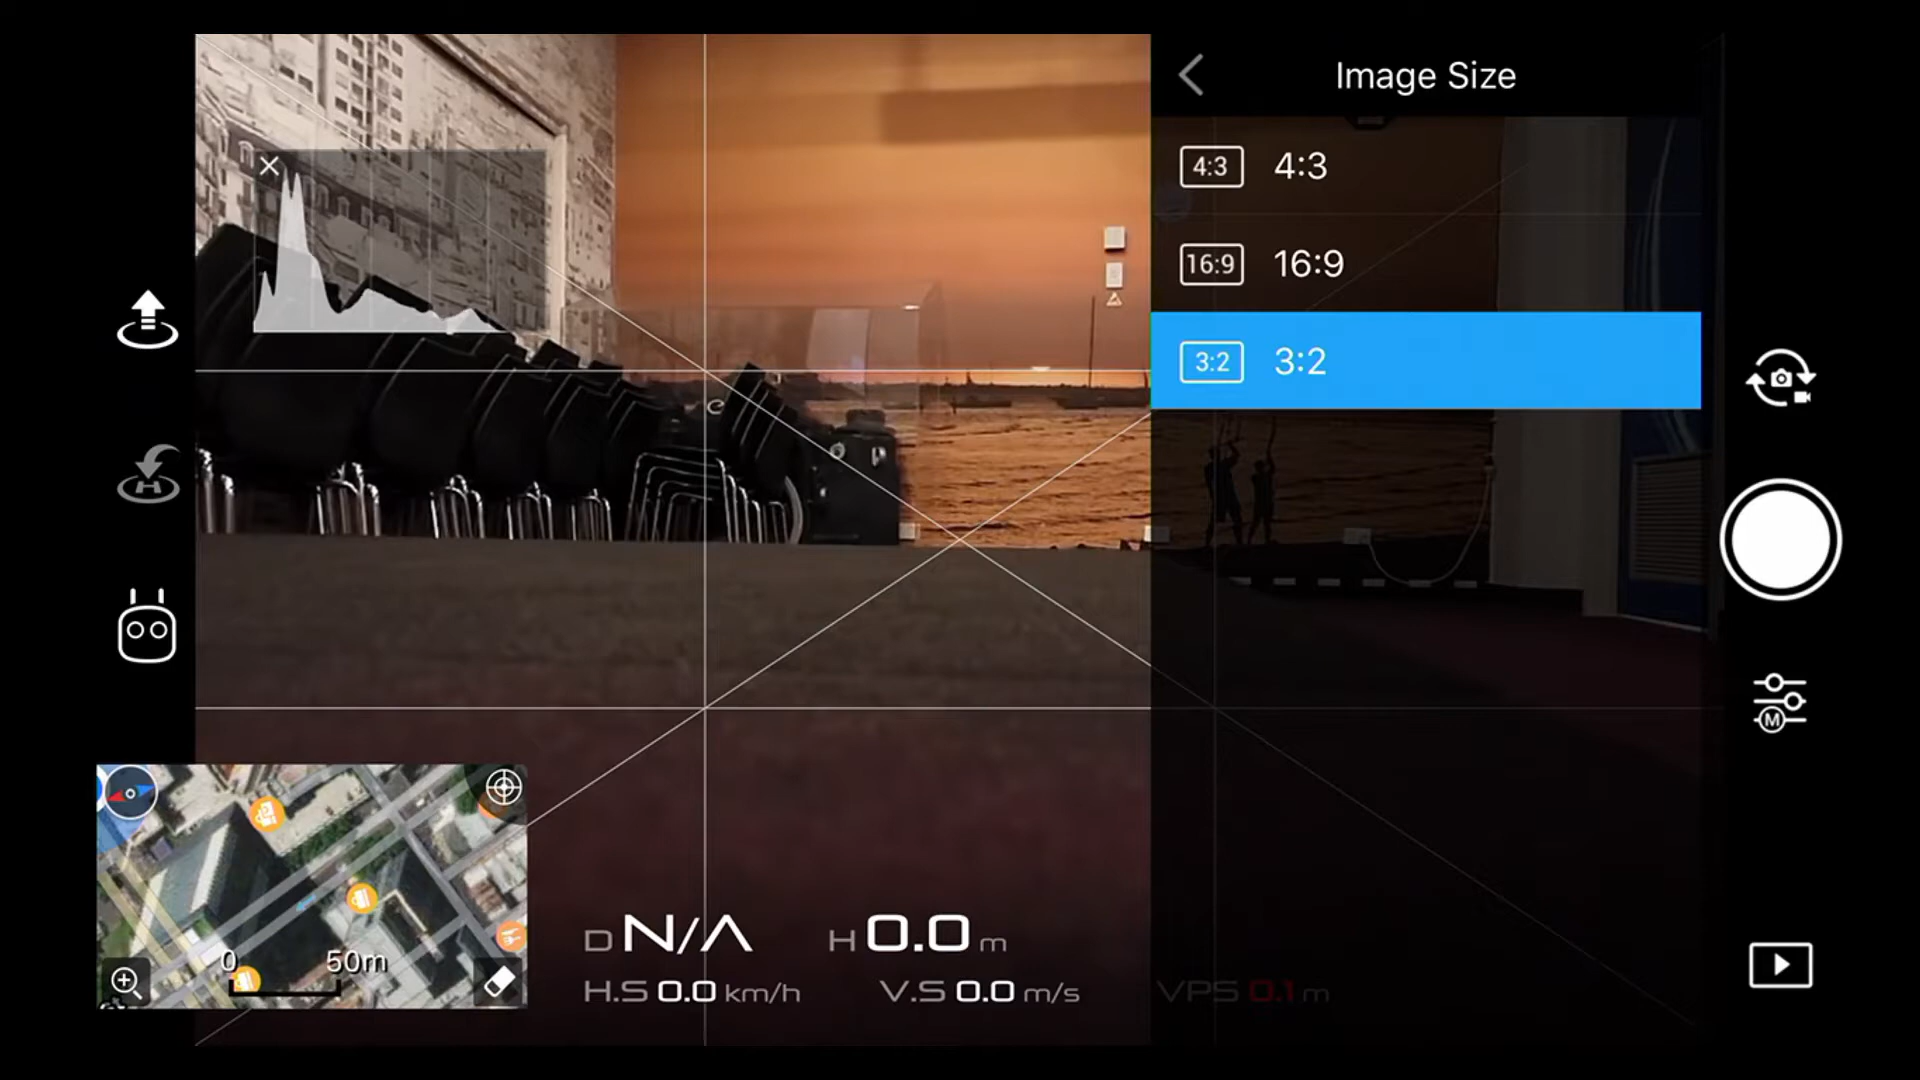 Image Size
4:3 4:3
16:9 16:9
3:2 3:2
M
H
0 50m
D N/A H 0.0 m
H.S 0.0 km/h V.S 0.0 m/s VPS 0.1 m